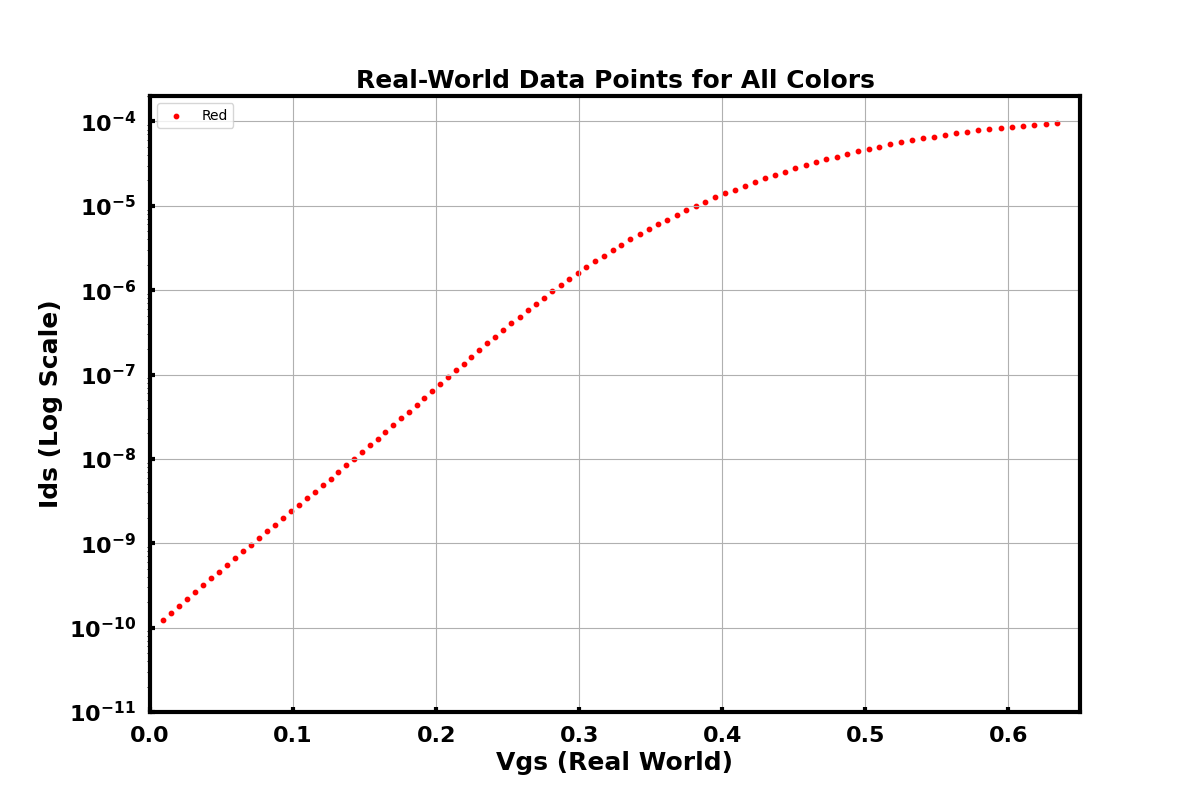 Real-World Data Points for All Colors
Red
10⁻⁴
10⁻⁵
10⁻⁶
10⁻⁷
10⁻⁸
10⁻⁹
10⁻¹⁰
10⁻¹¹
Ids (Log Scale)
0.0 0.1 0.2 0.3 0.4 0.5 0.6
Vgs (Real World)